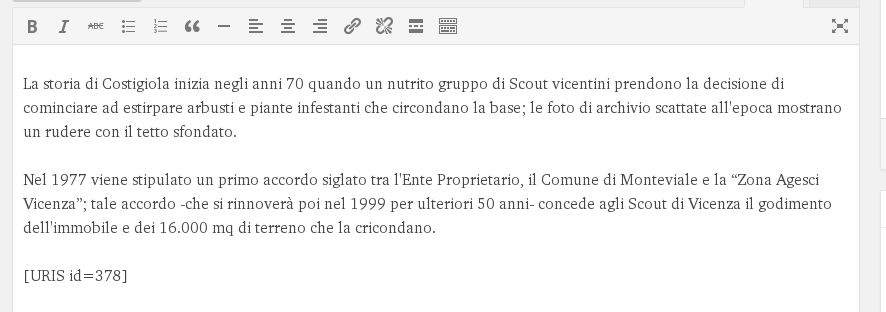 B I ABC
La storia di Costigiola inizia negli anni 70 quando un nutrito gruppo di Scout vicentini prendono la decisione di
cominciare ad estirpare arbusti e piante infestanti che circondano la base; le foto di archivio scattate all'epoca mostrano
un rudere con il tetto sfondato.
Nel 1977 viene stipulato un primo accordo siglato tra l'Ente Proprietario, il Comune di Monteviale e la “Zona Agesci
Vicenza”; tale accordo -che si rinnoverà poi nel 1999 per ulteriori 50 anni- concede agli Scout di Vicenza il godimento
dell'immobile e dei 16.000 mq di terreno che la cricondano.
[URIS id=378]